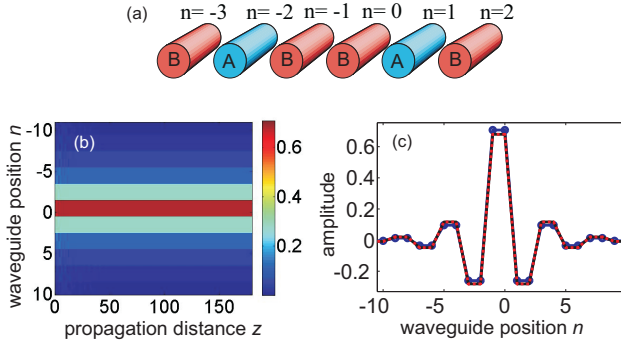 (a)
n= -3 n= -2 n= -1 n= 0 n=1 n=2
B A B B A B
(b)
waveguide position n
-10
-5
0
5
10
0 50 100 150
propagation distance z
0.6
0.4
0.2
(c)
amplitude
0.6
0.4
0.2
0
-0.2
-10 -5 0 5
waveguide position n